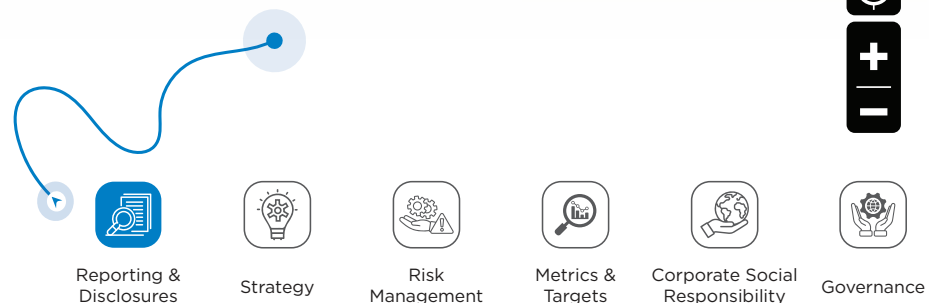 Reporting &
Disclosures
Strategy
Risk
Management
Metrics &
Targets
Corporate Social
Responsibility
Governance